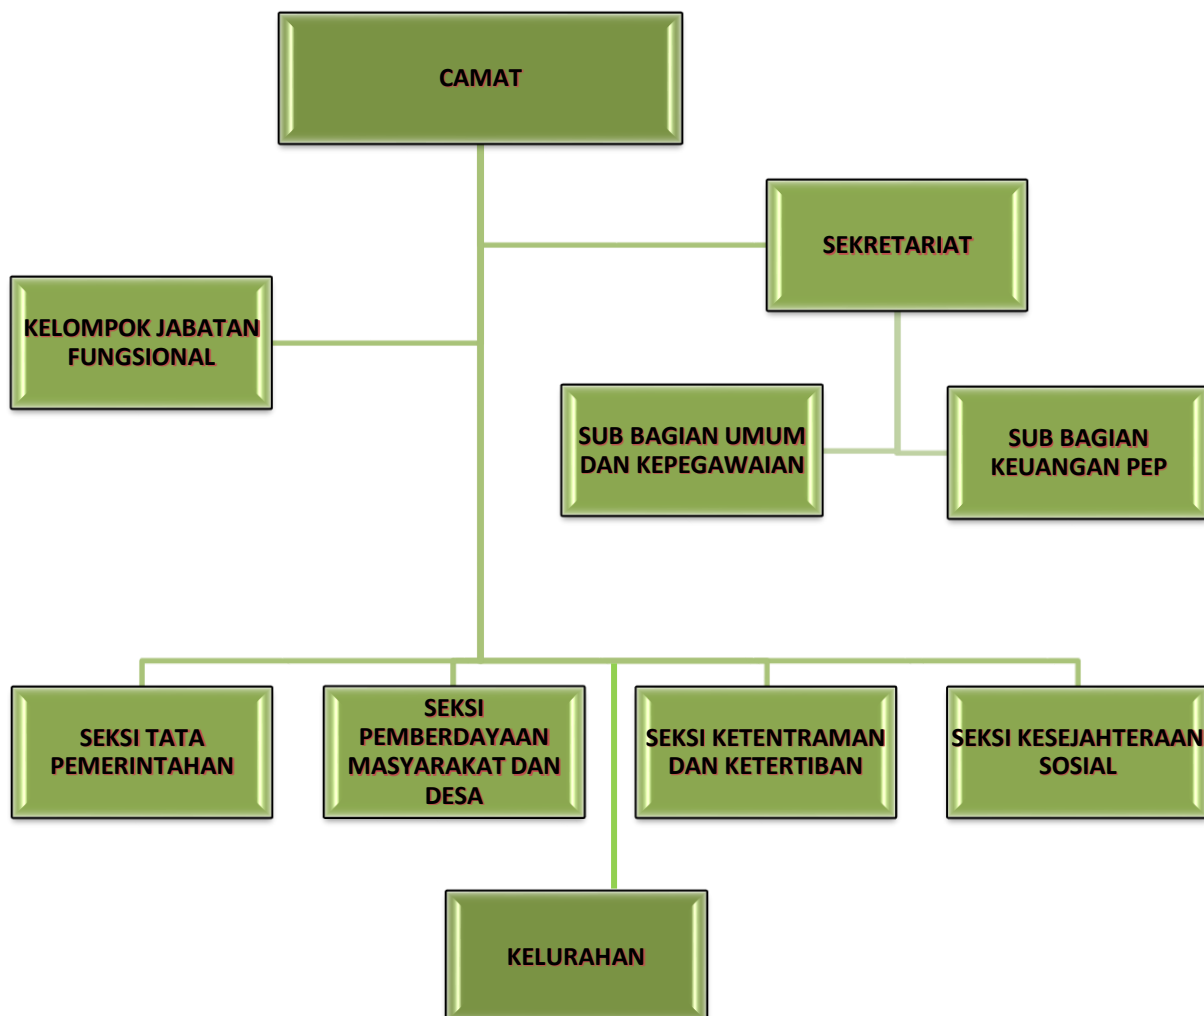 CAMAT
SEKRETARIAT
KELOMPOK JABATAN
FUNGSIONAL
SUB BAGIAN UMUM
DAN KEPEGAWAIAN
SUB BAGIAN
KEUANGAN PEP
SEKSI TATA
PEMERINTAHAN
SEKSI
PEMBERDAYAAN
MASYARAKAT DAN
DESA
SEKSI KETENTRAMAN
DAN KETERTIBAN
SEKSI KESEJAHTERAAN
SOSIAL
KELURAHAN